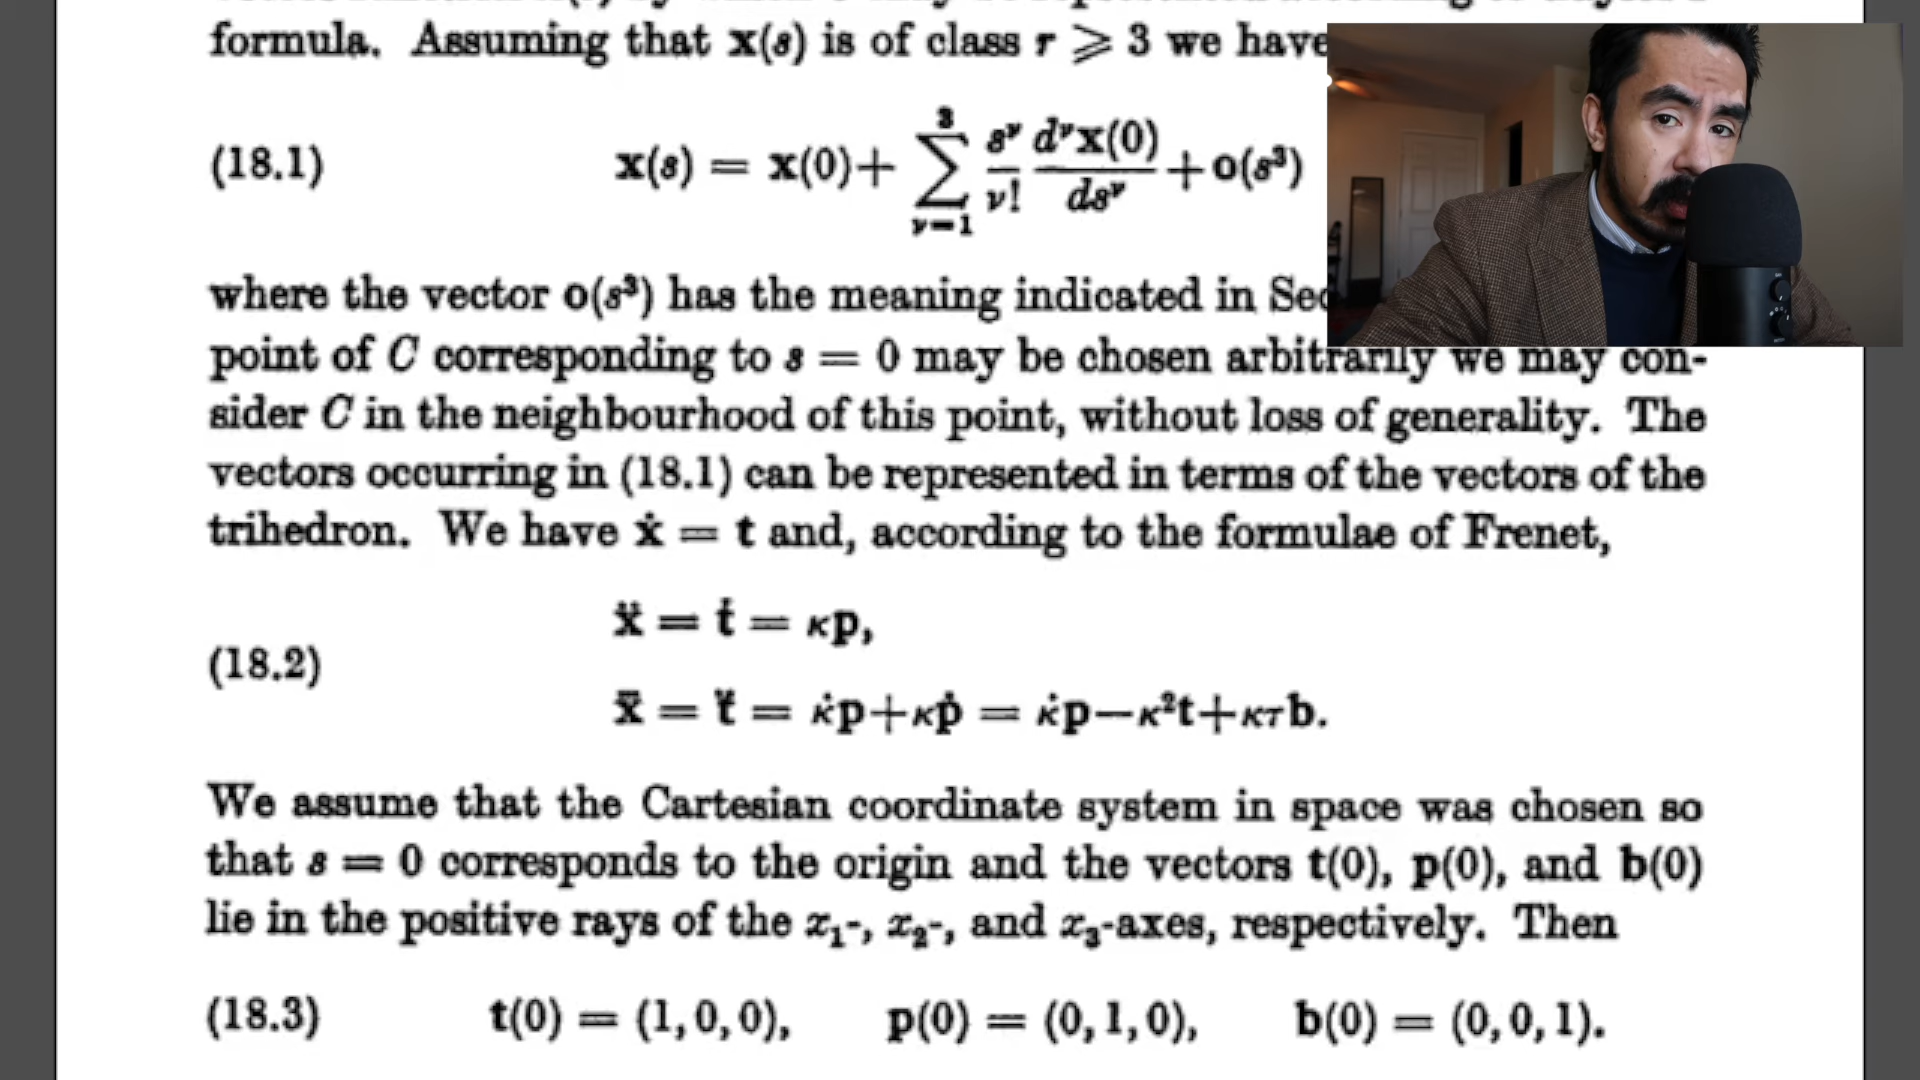 formula. Assuming that x(s) is of class r ⩾ 3 we have
(18.1) x(s) = x(0)+ ∑_{ν=1}^{3} \frac{s^ν}{ν!} \frac{d^νx(0)}{ds^ν} +o(s³)
where the vector o(s³) has the meaning indicated in Sec
point of C corresponding to s = 0 may be chosen arbitrarily we may con-
sider C in the neighbourhood of this point, without loss of generality. The
vectors occurring in (18.1) can be represented in terms of the vectors of the
trihedron. We have ẋ = t and, according to the formulae of Frenet,
ẍ = ṫ = κp,
(18.2)
x⃛ = ẗ = κ̇p+κṗ = κ̇p−κ²t+κτb.
We assume that the Cartesian coordinate system in space was chosen so
that s = 0 corresponds to the origin and the vectors t(0), p(0), and b(0)
lie in the positive rays of the x₁-, x₂-, and x₃-axes, respectively. Then
(18.3) t(0) = (1, 0, 0), p(0) = (0, 1, 0), b(0) = (0, 0, 1).